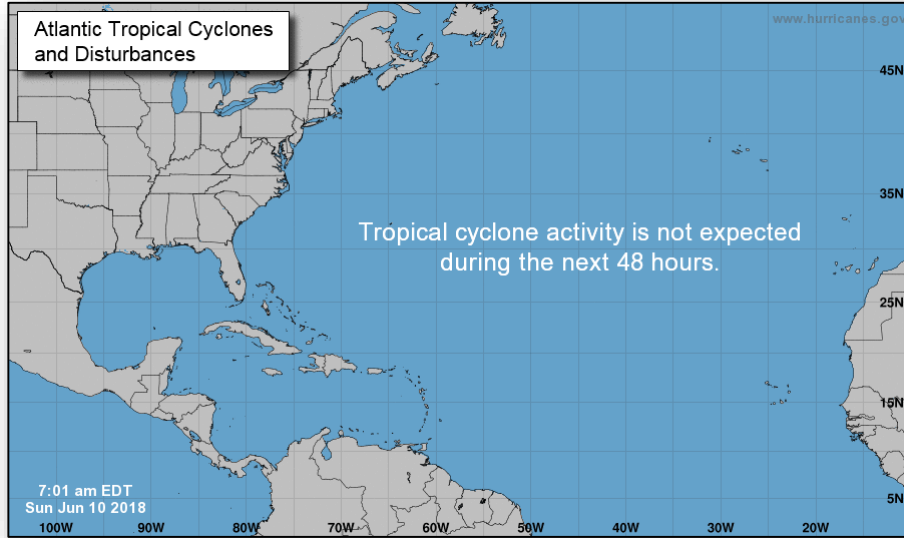 Atlantic Tropical Cyclones
and Disturbances
www.hurricanes.gov
45N
35N
Tropical cyclone activity is not expected
during the next 48 hours.
25N
15N
7:01 am EDT
Sun Jun 10 2018
5N
100W 90W 80W 70W 60W 50W 40W 30W 20W